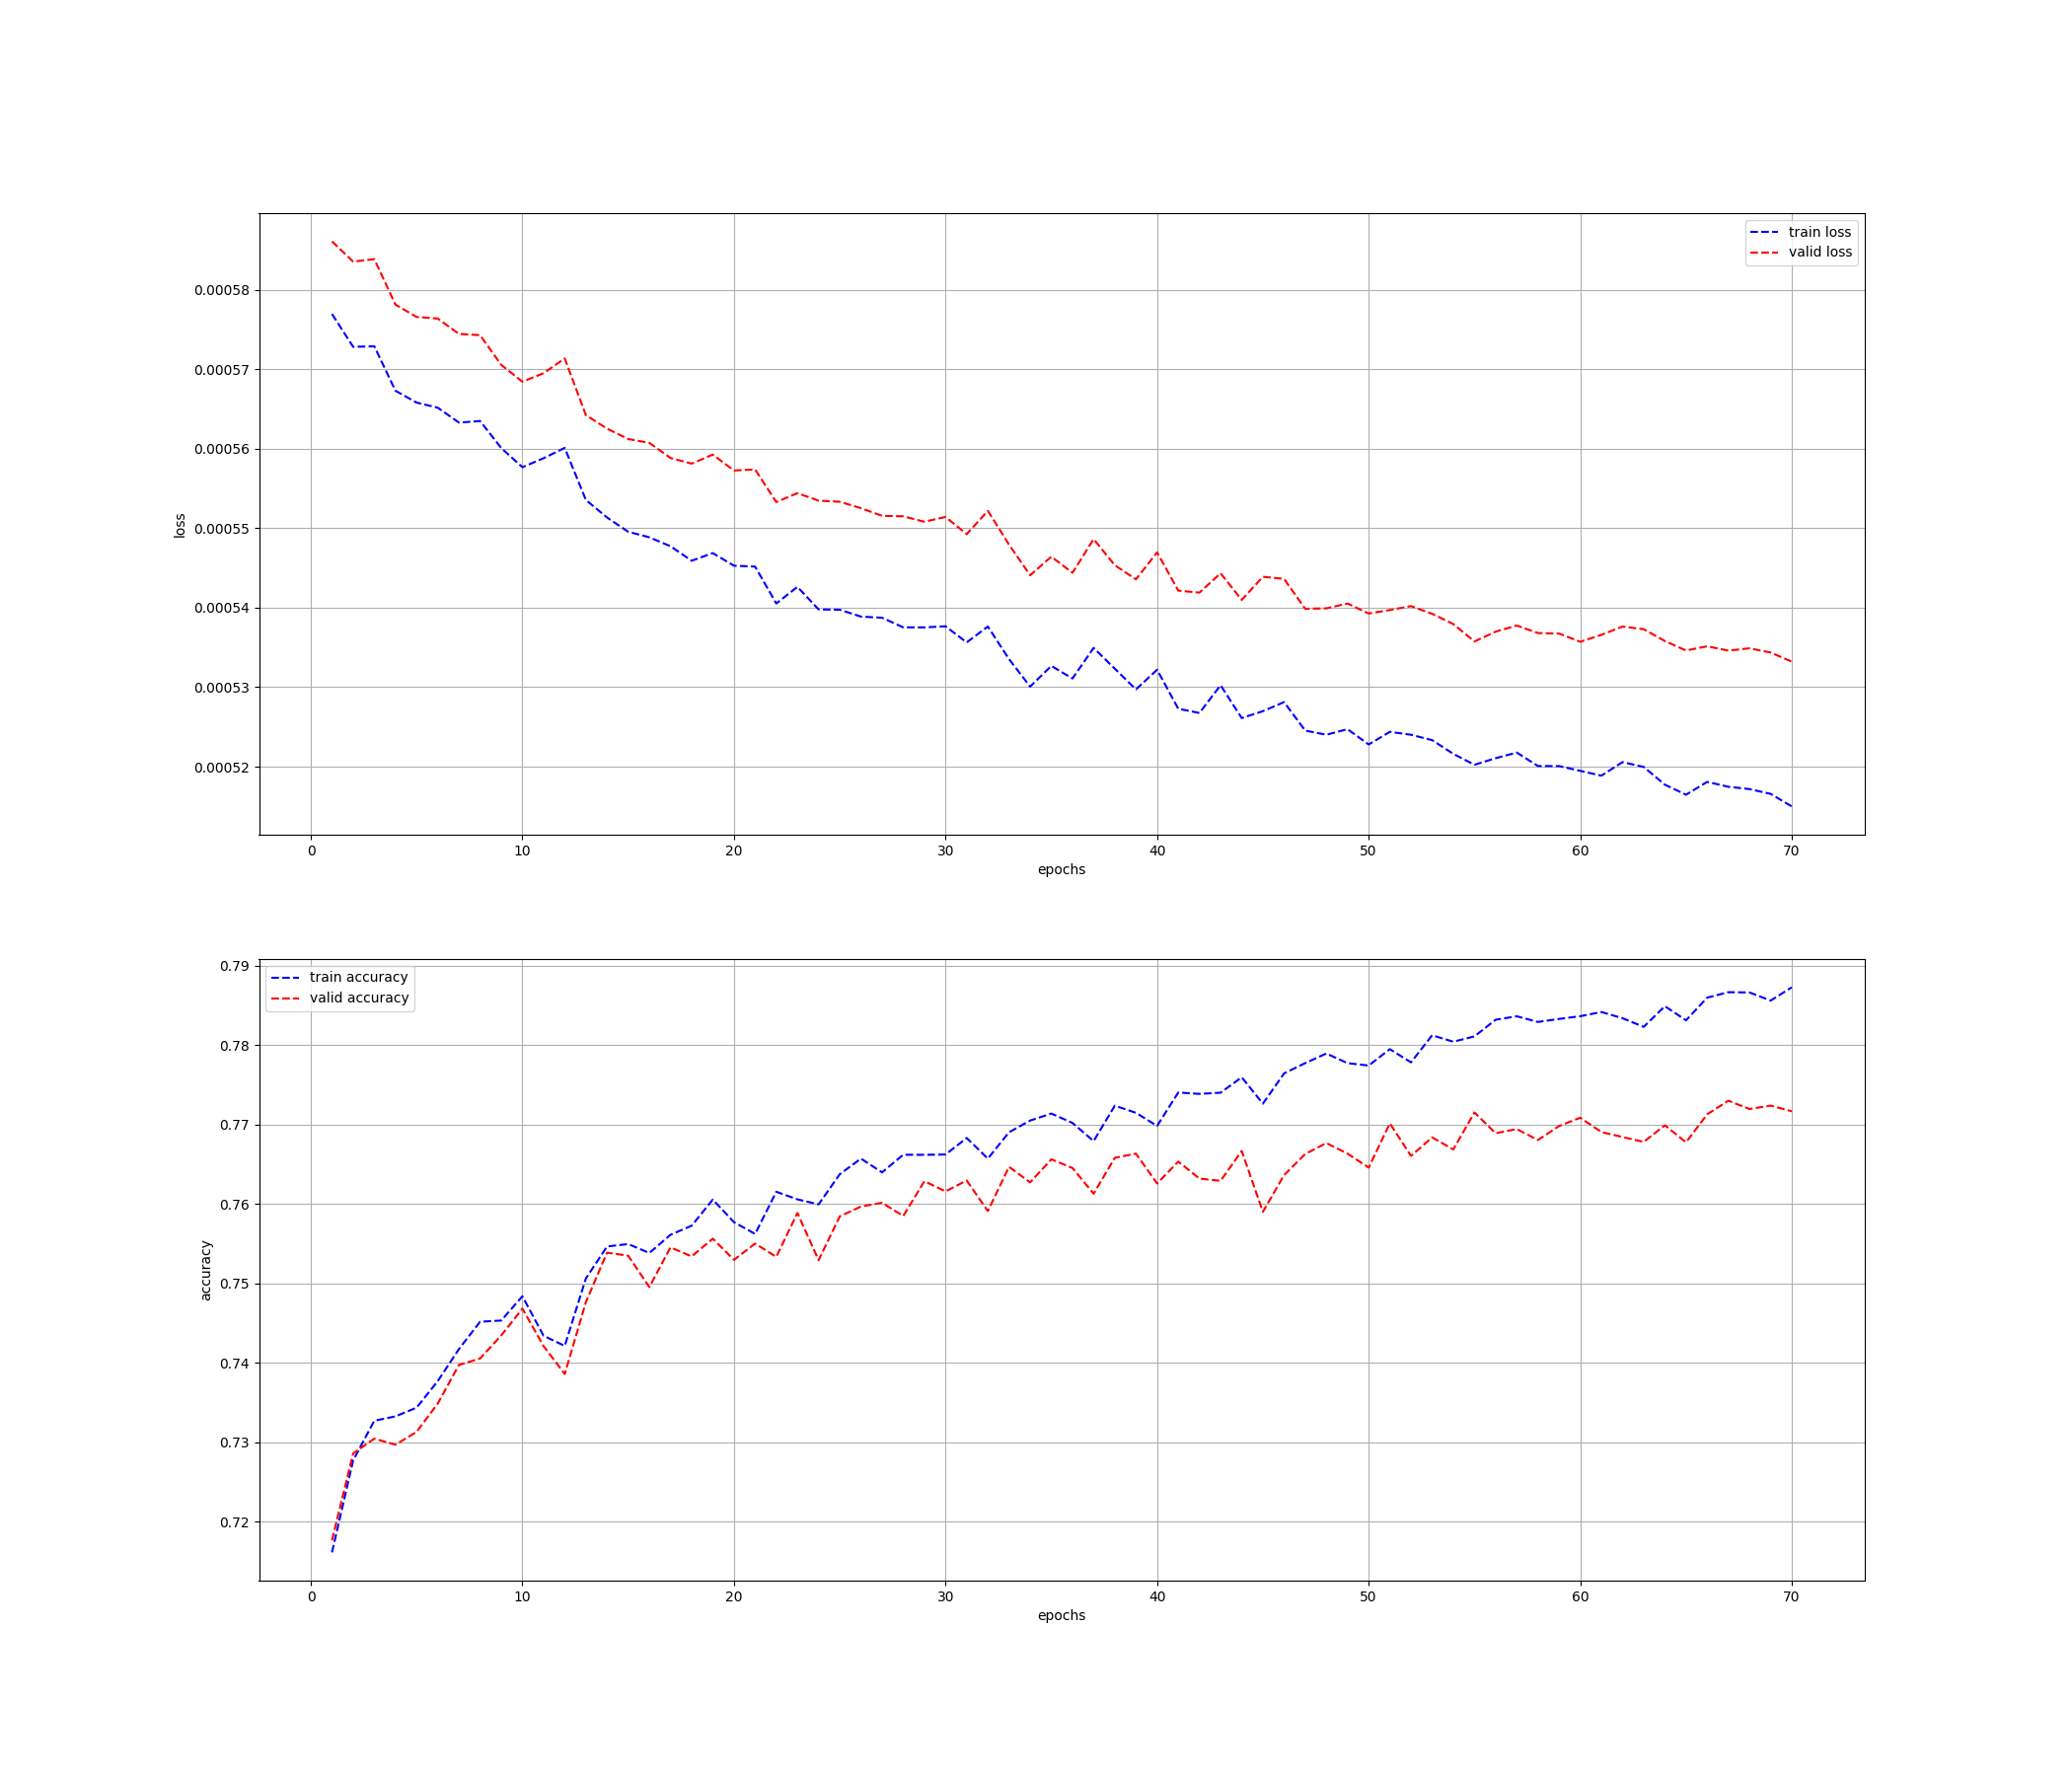 train loss
valid loss
0.00058
0.00057
0.00056
0.00055
0.00054
0.00053
0.00052
loss
0 10 20 30 40 50 60 70
epochs
train accuracy
valid accuracy
0.79
0.78
0.77
0.76
0.75
0.74
0.73
0.72
accuracy
0 10 20 30 40 50 60 70
epochs